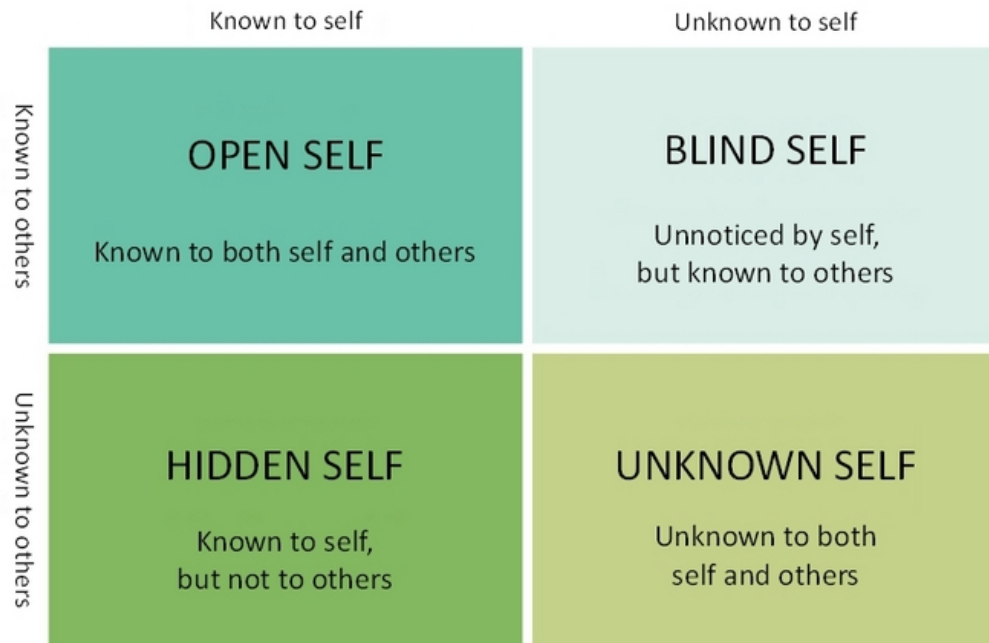 Known to self
Unknown to self
Known to others
OPEN SELF
Known to both self and others
BLIND SELF
Unnoticed by self,
but known to others
Unknown to others
HIDDEN SELF
Known to self,
but not to others
UNKNOWN SELF
Unknown to both
self and others